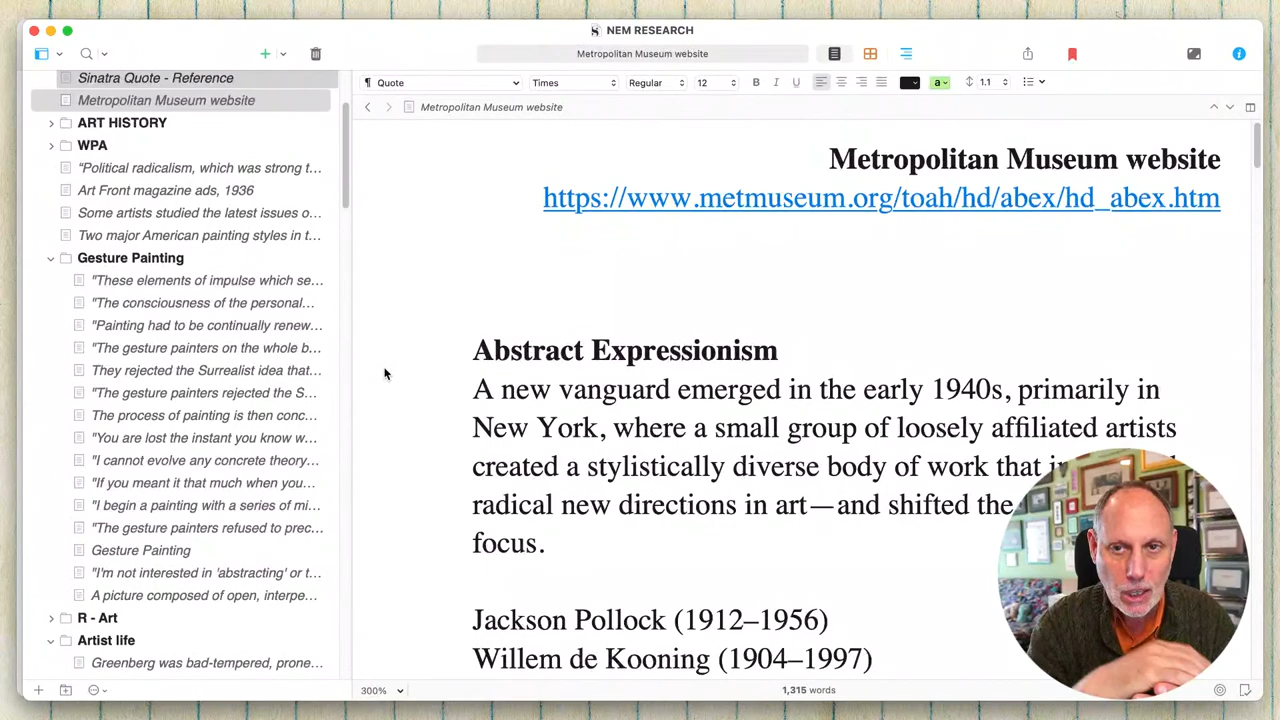 NEM RESEARCH
Metropolitan Museum website
¶ Quote
Times
Regular
12
B I U
a
1.1
Sinatra Quote - Reference
Metropolitan Museum website
ART HISTORY
WPA
"Political radicalism, which was strong t…
Art Front magazine ads, 1936
Some artists studied the latest issues o…
Two major American painting styles in t…
Gesture Painting
"These elements of impulse which se…
"The consciousness of the personal…
"Painting had to be continually renew…
"The gesture painters on the whole b…
They rejected the Surrealist idea that…
"The gesture painters rejected the S…
The process of painting is then conc…
"You are lost the instant you know w…
"I cannot evolve any concrete theory…
"If you meant it that much when you…
"I begin a painting with a series of mi…
"The gesture painters refused to prec…
Gesture Painting
"I'm not interested in 'abstracting' or t…
A picture composed of open, interpe…
R - Art
Artist life
Greenberg was bad-tempered, prone…
Metropolitan Museum website
Metropolitan Museum website
https://www.metmuseum.org/toah/hd/abex/hd_abex.htm
Abstract Expressionism
A new vanguard emerged in the early 1940s, primarily in
New York, where a small group of loosely affiliated artists
created a stylistically diverse body of work that
radical new directions in art—and shifted the
focus.
Jackson Pollock (1912–1956)
Willem de Kooning (1904–1997)
300%
1,315 words